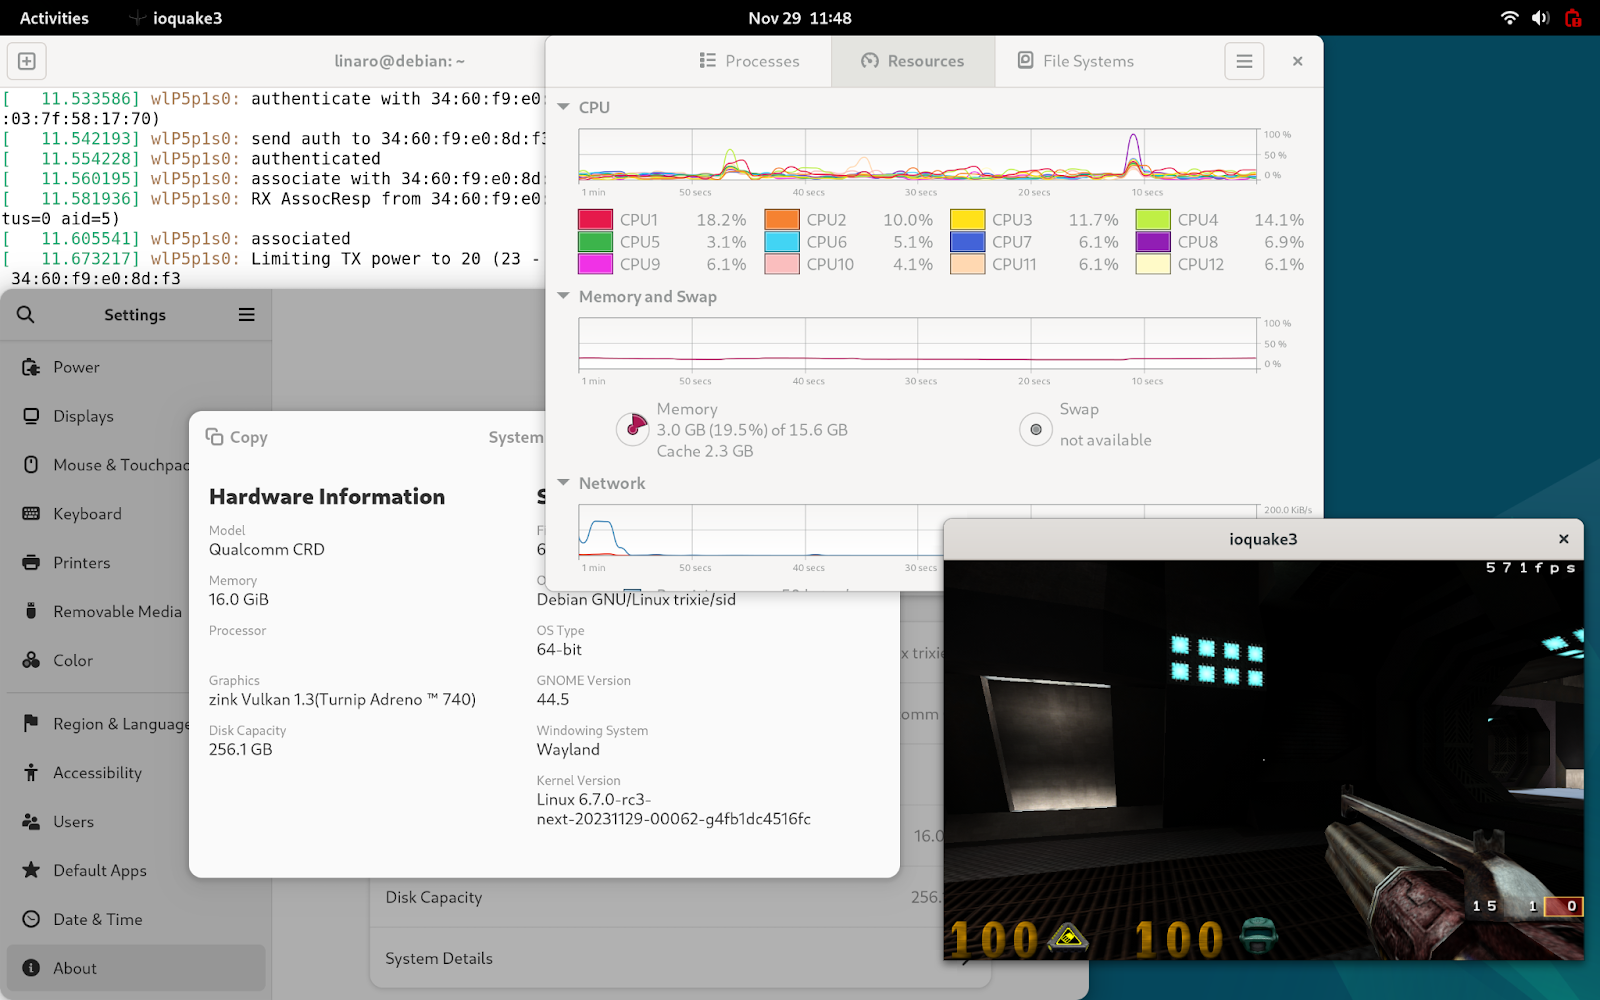 Activities
ioquake3
Nov 29 11:48
linaro@debian: ~
[   11.533586] wlP5p1s0: authenticate with 34:60:f9:e0:
:03:7f:58:17:70)
[   11.542193] wlP5p1s0: send auth to 34:60:f9:e0:8d:f3
[   11.554228] wlP5p1s0: authenticated
[   11.560195] wlP5p1s0: associate with 34:60:f9:e0:8d:
[   11.581936] wlP5p1s0: RX AssocResp from 34:60:f9:e0:
tus=0 aid=5)
[   11.605541] wlP5p1s0: associated
[   11.673217] wlP5p1s0: Limiting TX power to 20 (23 -
34:60:f9:e0:8d:f3
Processes
Resources
File Systems
CPU
100 %
50 %
0 %
1 min 50 secs 40 secs 30 secs 20 secs 10 secs
CPU1 18.2% CPU2 10.0% CPU3 11.7% CPU4 14.1%
CPU5 3.1% CPU6 5.1% CPU7 6.1% CPU8 6.9%
CPU9 6.1% CPU10 4.1% CPU11 6.1% CPU12 6.1%
Memory and Swap
100 %
50 %
0 %
1 min 50 secs 40 secs 30 secs 20 secs 10 secs
Memory
3.0 GB (19.5%) of 15.6 GB
Cache 2.3 GB
Swap
not available
Network
200.0 KiB/s
1 min 50 secs 40 secs 30 secs
Settings
Power
Displays
Mouse & Touchpad
Keyboard
Printers
Removable Media
Color
Region & Language
Accessibility
Users
Default Apps
Date & Time
About
Copy
System
Hardware Information
Model
Qualcomm CRD
Memory
16.0 GiB
Processor
Graphics
zink Vulkan 1.3(Turnip Adreno ™ 740)
Disk Capacity
256.1 GB
S
Fi
6
O
Debian GNU/Linux trixie/sid
OS Type
64-bit
GNOME Version
44.5
Windowing System
Wayland
Kernel Version
Linux 6.7.0-rc3-
next-20231129-00062-g4fb1dc4516fc
x trixie
omm
16.0
Disk Capacity
256.
System Details
ioquake3
571fps
15 1 0
100 100